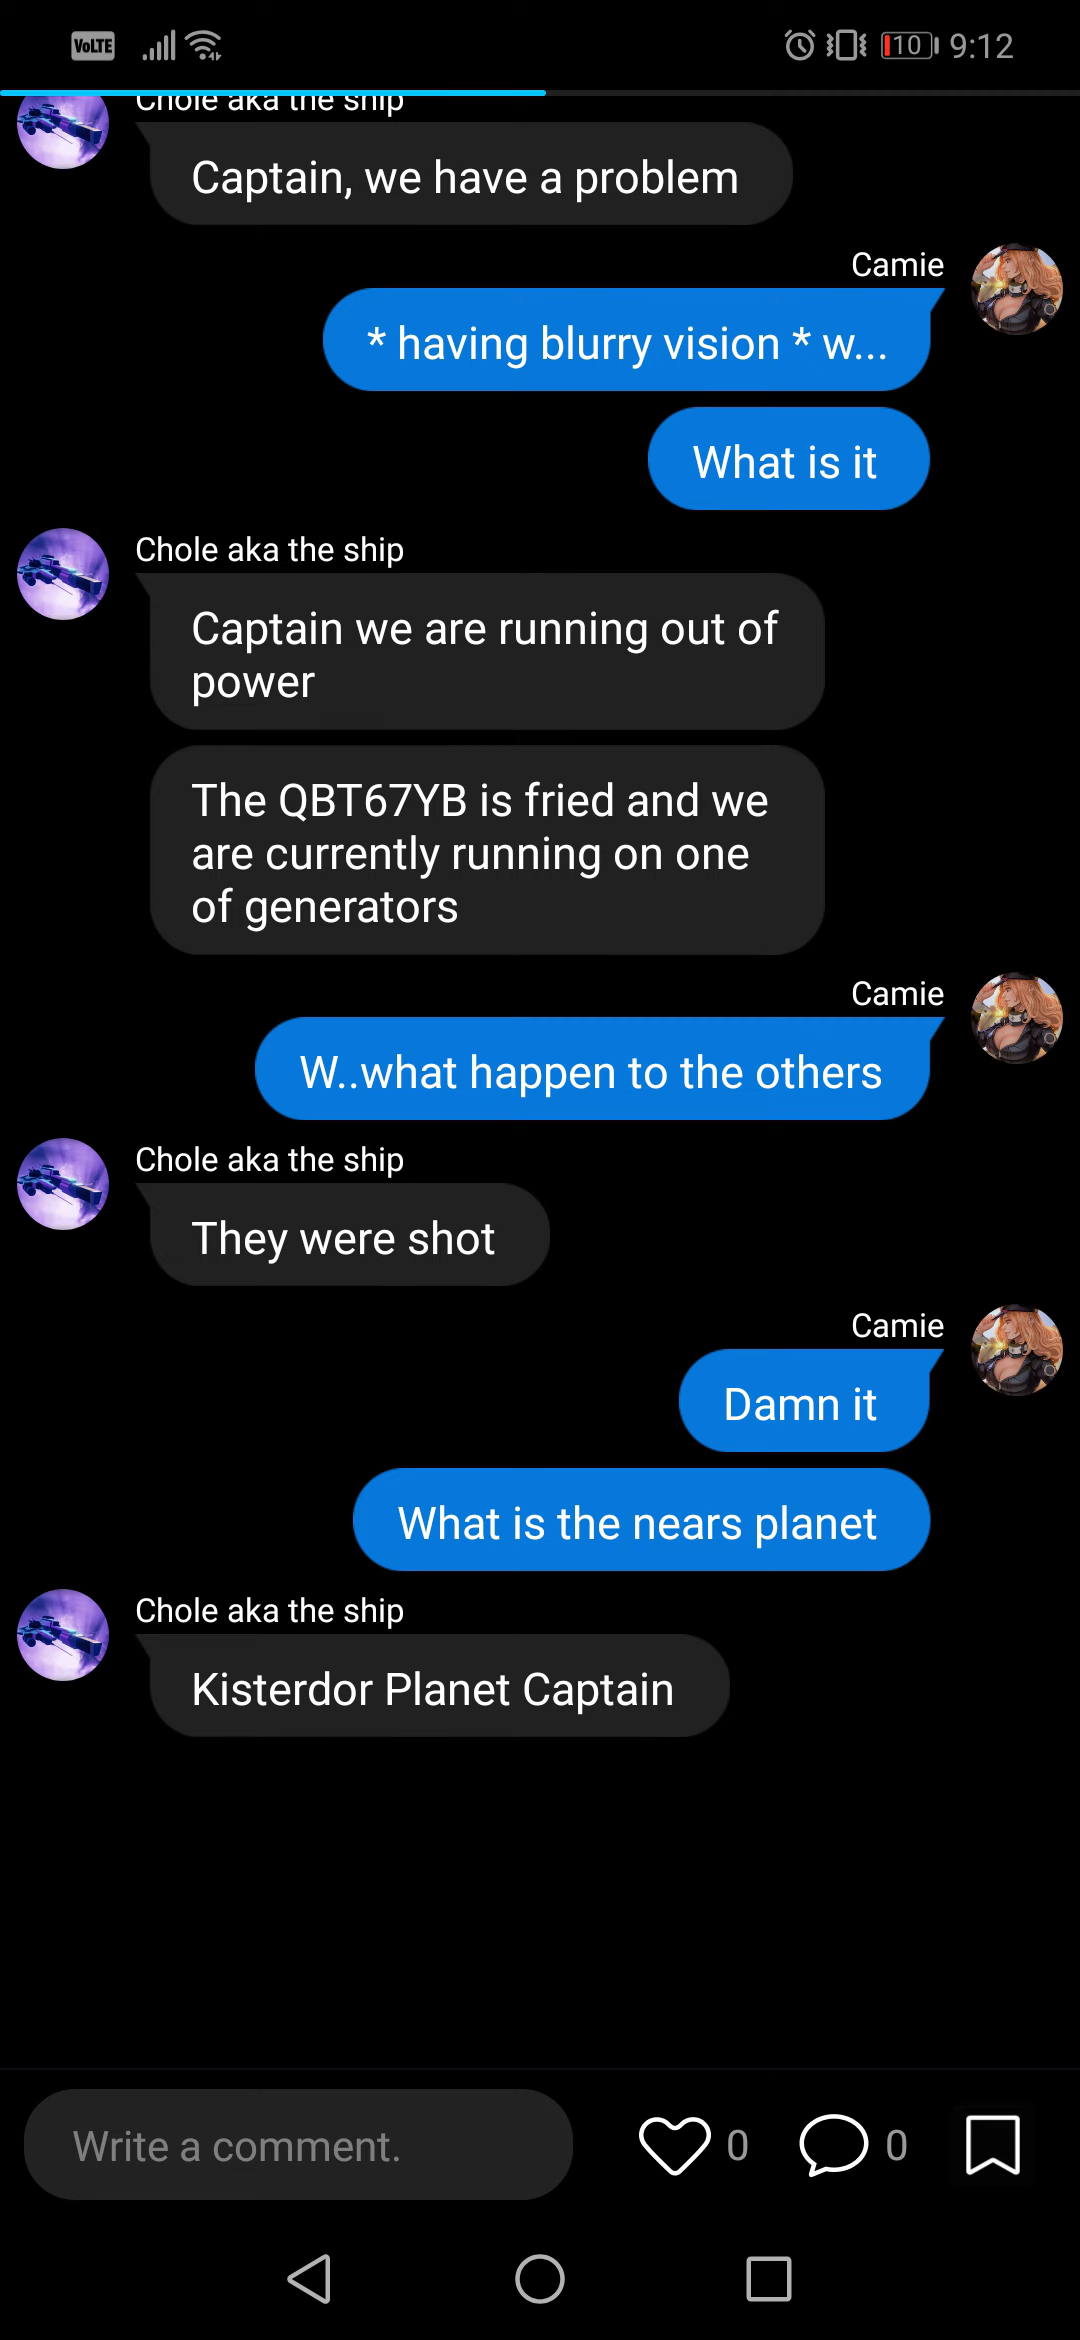 VoLTE
10
9:12
Chole aka the ship
Captain, we have a problem
Camie
* having blurry vision * w...
What is it
Chole aka the ship
Captain we are running out of
power
The QBT67YB is fried and we
are currently running on one
of generators
Camie
W..what happen to the others
Chole aka the ship
They were shot
Camie
Damn it
What is the nears planet
Chole aka the ship
Kisterdor Planet Captain
Write a comment.
0
0